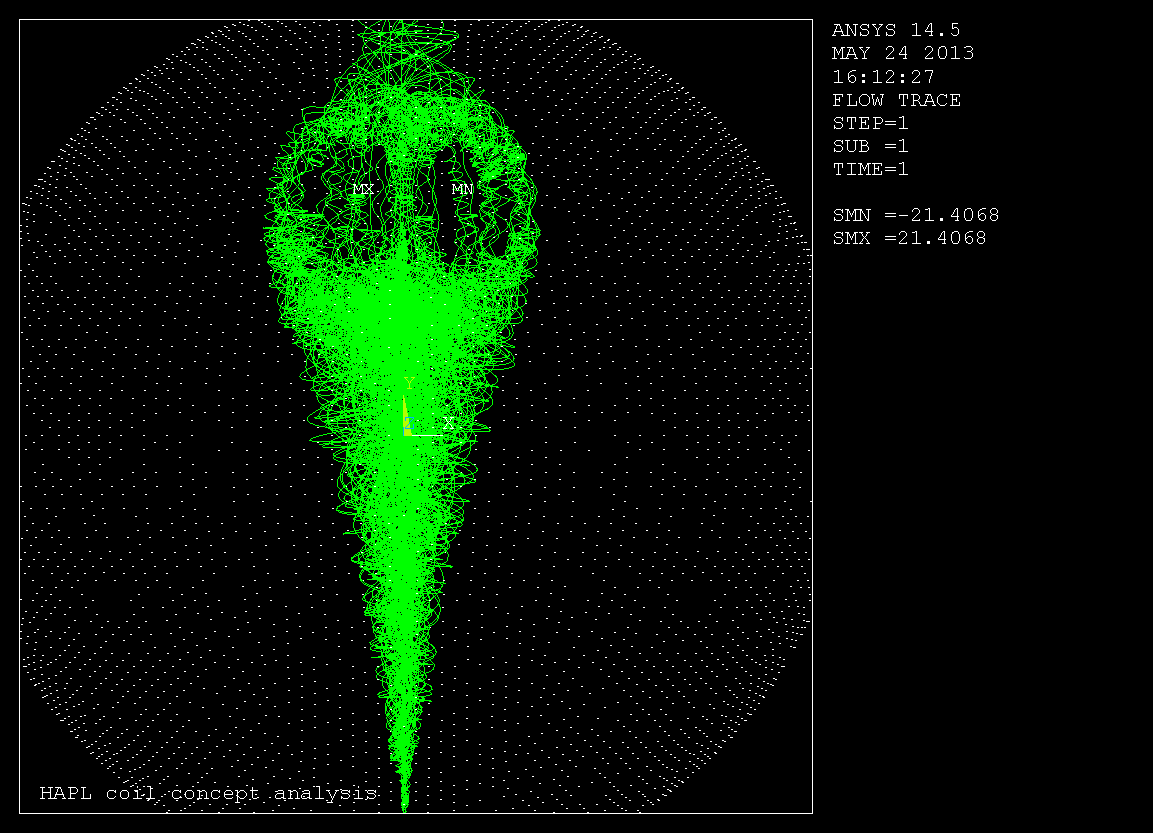 ANSYS 14.5
MAY 24 2013
16:12:27
FLOW TRACE
STEP=1
SUB =1
TIME=1
SMN =-21.4068
SMX =21.4068
MX
MN
Y
Z
X
HAPL coil concept analysis